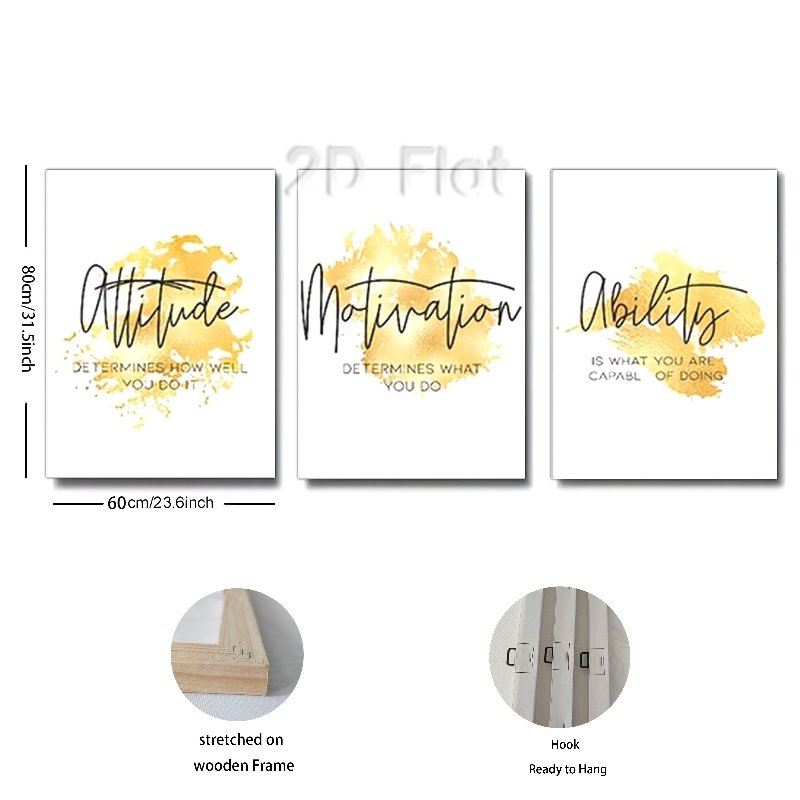 2D Flat
80cm/31.5inch
Attitude
DETERMINES HOW WELL
YOU DO IT
Motivation
DETERMINES WHAT
YOU DO
Ability
IS WHAT YOU ARE
CAPABL OF DOING
60cm/23.6inch
stretched on
wooden Frame
Hook
Ready to Hang